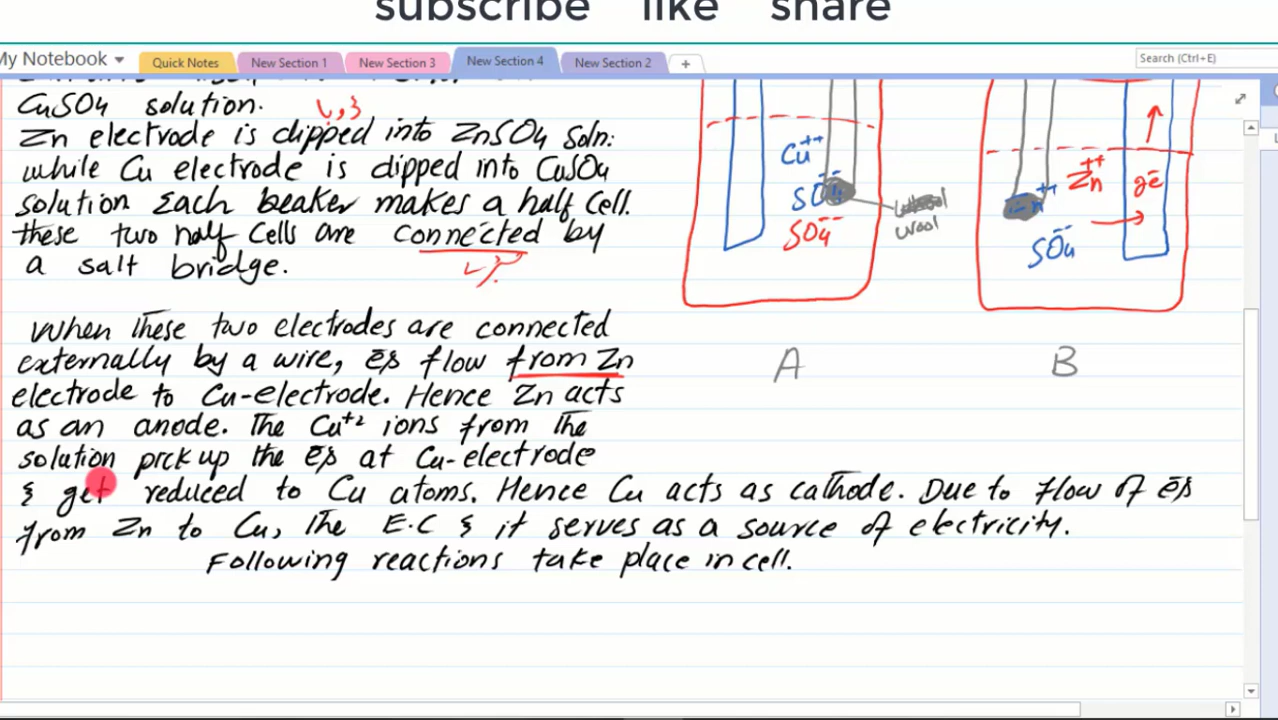 subscribe like share
My Notebook
Quick Notes
New Section 1
New Section 3
New Section 4
New Section 2
+
Search (Ctrl+E)
CuSO4 solution.
Zn electrode is dipped into ZnSO4 soln:
while Cu electrode is dipped into CuSO4
solution Each beaker makes a half cell.
these two half cells are connected by
a salt bridge.
When these two electrodes are connected
externally by a wire, ēs flow from Zn
electrode to Cu-electrode. Hence Zn acts
as an anode. The Cu+2 ions from the
solution pick up the ēs at Cu-electrode
& get reduced to Cu atoms. Hence Cu acts as cathode. Due to flow of ēs
from Zn to Cu, the E.C & it serves as a source of electricity.
Following reactions take place in cell.
Cu++
SO4--
SO4--
wool
A
Zn++
SO4--
B